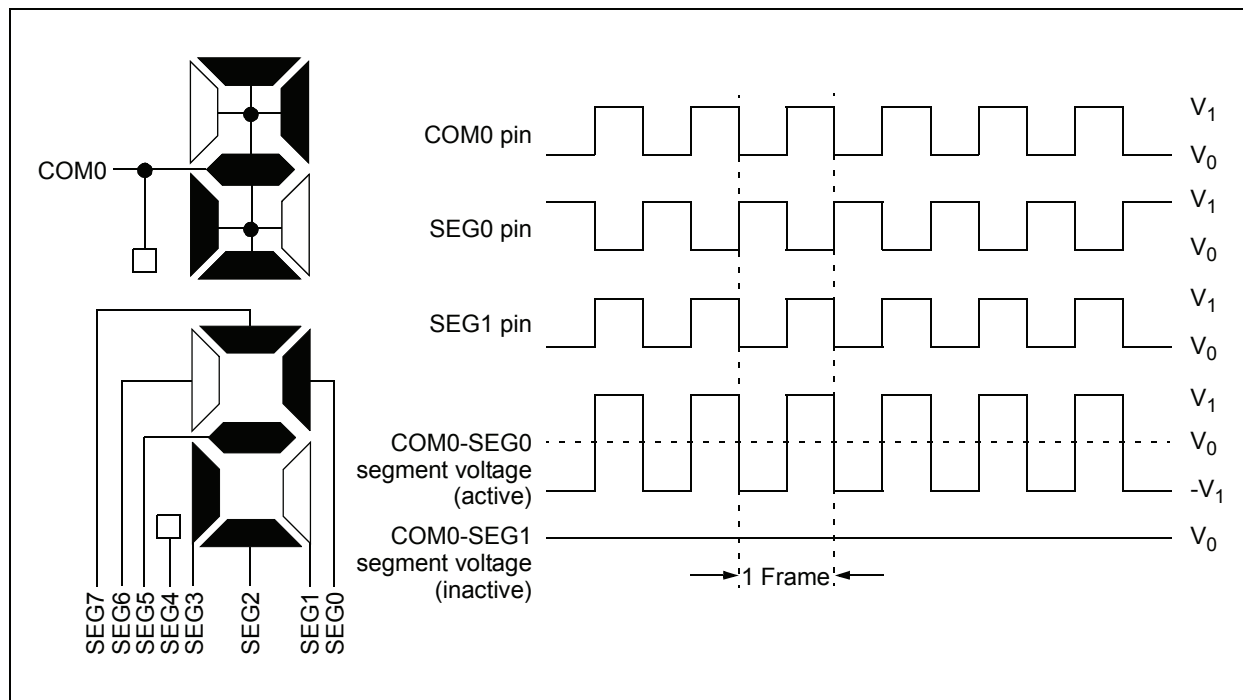 COM0
SEG7
SEG6
SEG5
SEG4
SEG3
SEG2
SEG1
SEG0
COM0 pin
V1
V0
SEG0 pin
V1
V0
SEG1 pin
V1
V0
COM0-SEG0
segment voltage
(active)
V1
V0
-V1
COM0-SEG1
segment voltage
(inactive)
V0
1 Frame